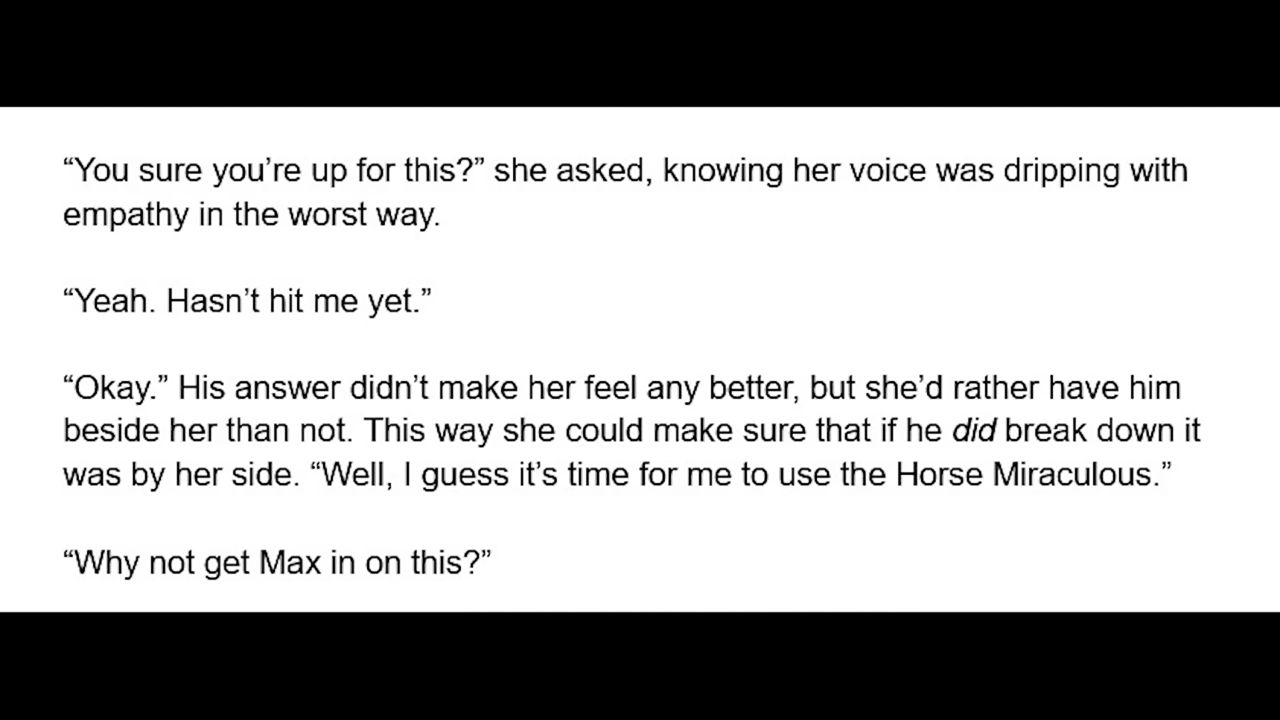 “You sure you’re up for this?” she asked, knowing her voice was dripping with
empathy in the worst way.
“Yeah. Hasn’t hit me yet.”
“Okay.” His answer didn’t make her feel any better, but she’d rather have him
beside her than not. This way she could make sure that if he did break down it
was by her side. “Well, I guess it’s time for me to use the Horse Miraculous.”
“Why not get Max in on this?”